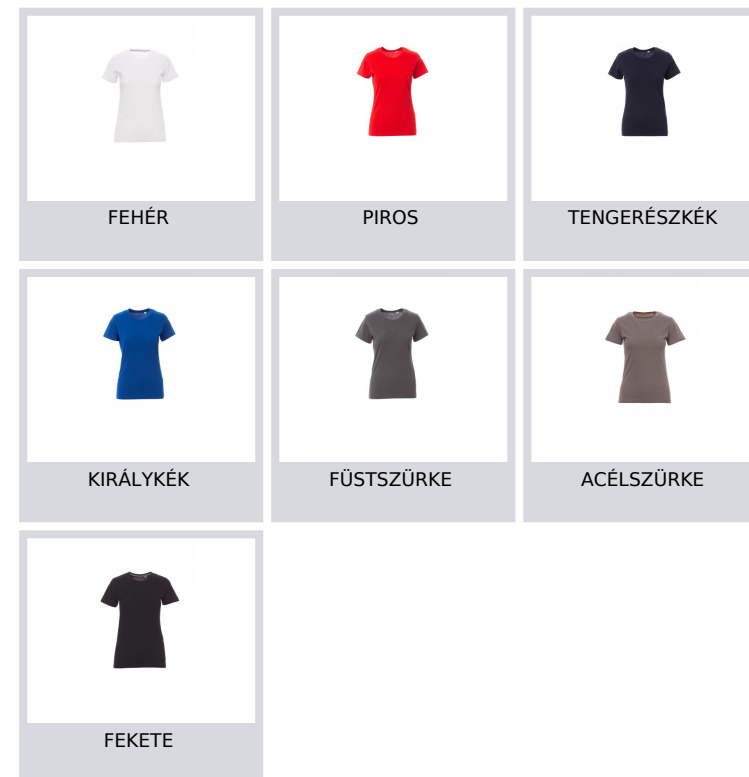 FEHÉR
PIROS
TENGERÉSZKÉK
KIRÁLYKÉK
FÜSTSZÜRKE
ACÉLSZÜRKE
FEKETE